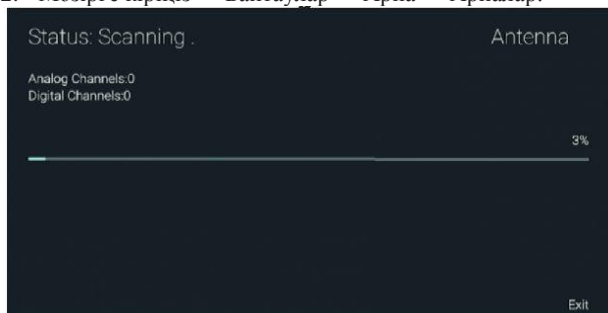 Status: Scanning .
Antenna
Analog Channels:0
Digital Channels:0
3%
Exit